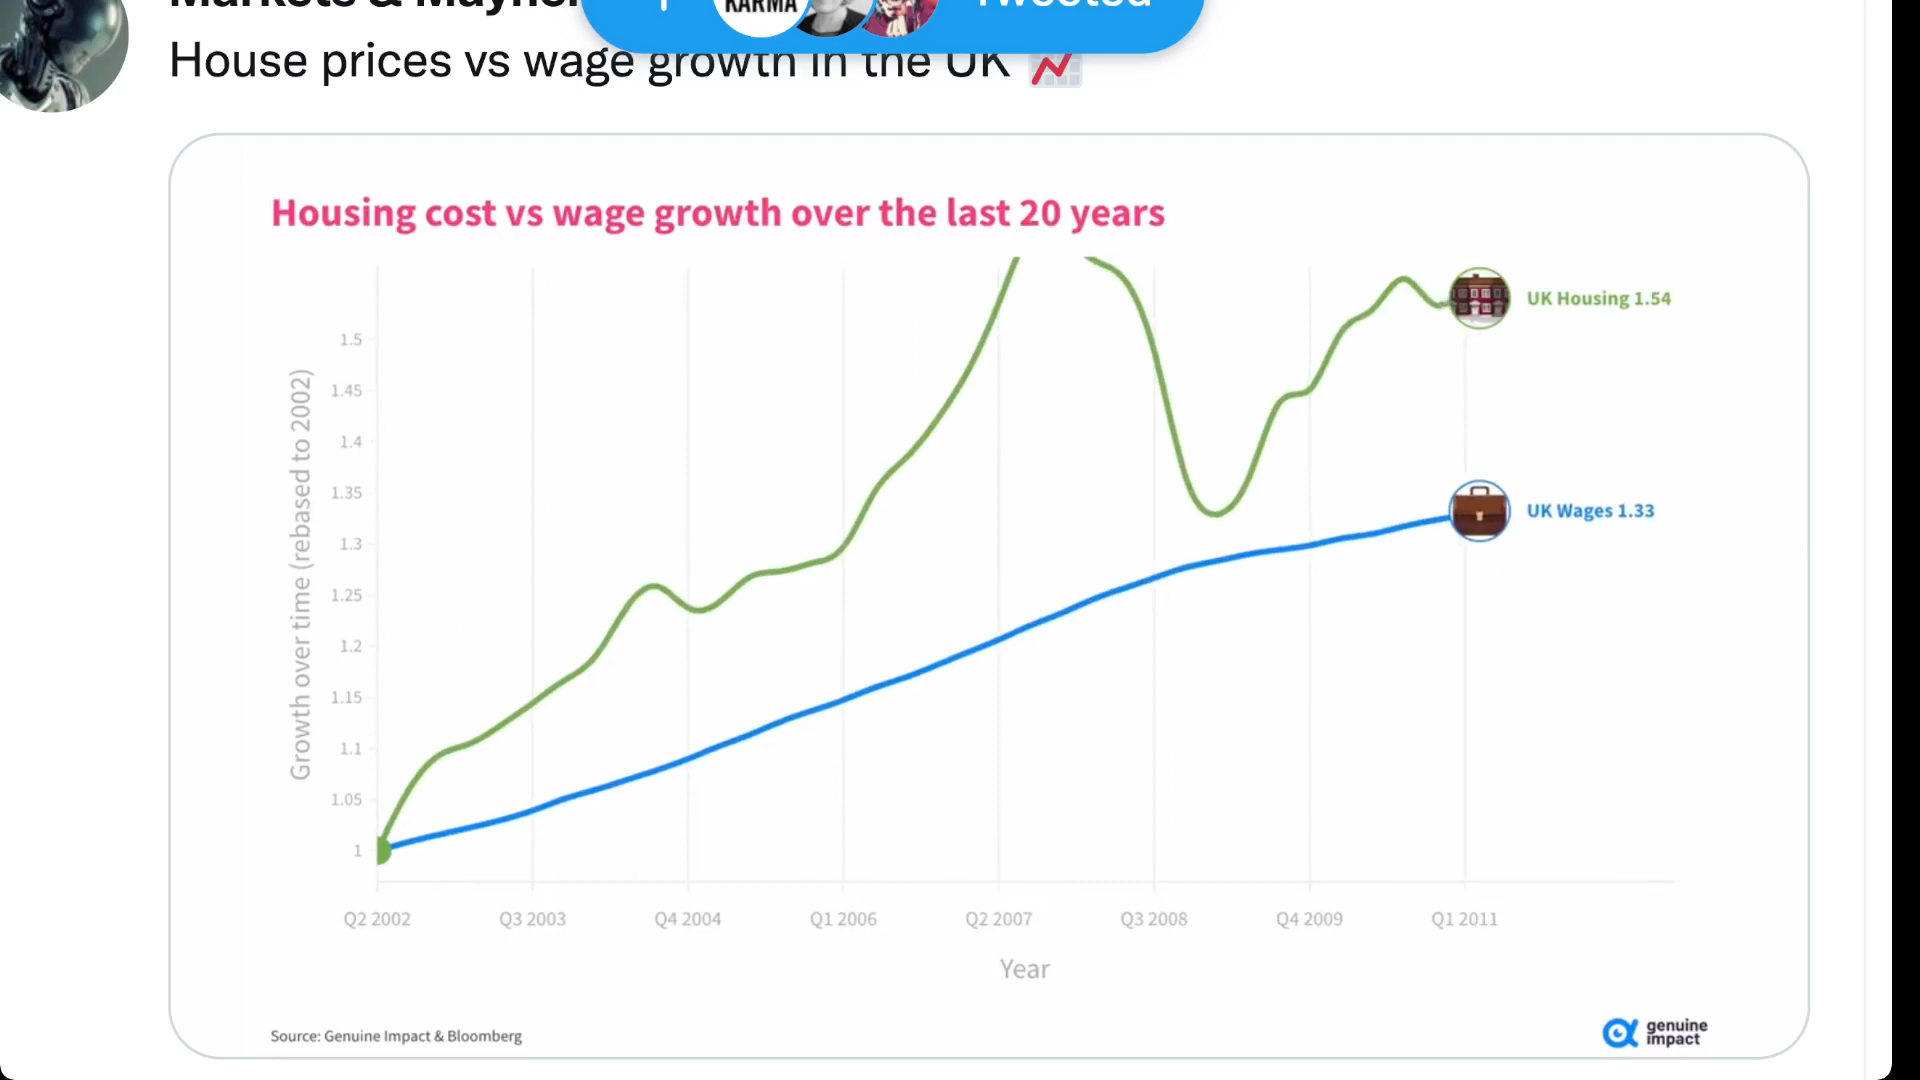 Markets & Mayhem
KARMA
Tweeted
House prices vs wage growth in the UK
Housing cost vs wage growth over the last 20 years
UK Housing 1.54
1.5
1.45
1.4
1.35
UK Wages 1.33
1.3
1.25
1.2
1.15
1.1
1.05
1
Growth over time (rebased to 2002)
Q2 2002
Q3 2003
Q4 2004
Q1 2006
Q2 2007
Q3 2008
Q4 2009
Q1 2011
Year
Source: Genuine Impact & Bloomberg
genuine
impact